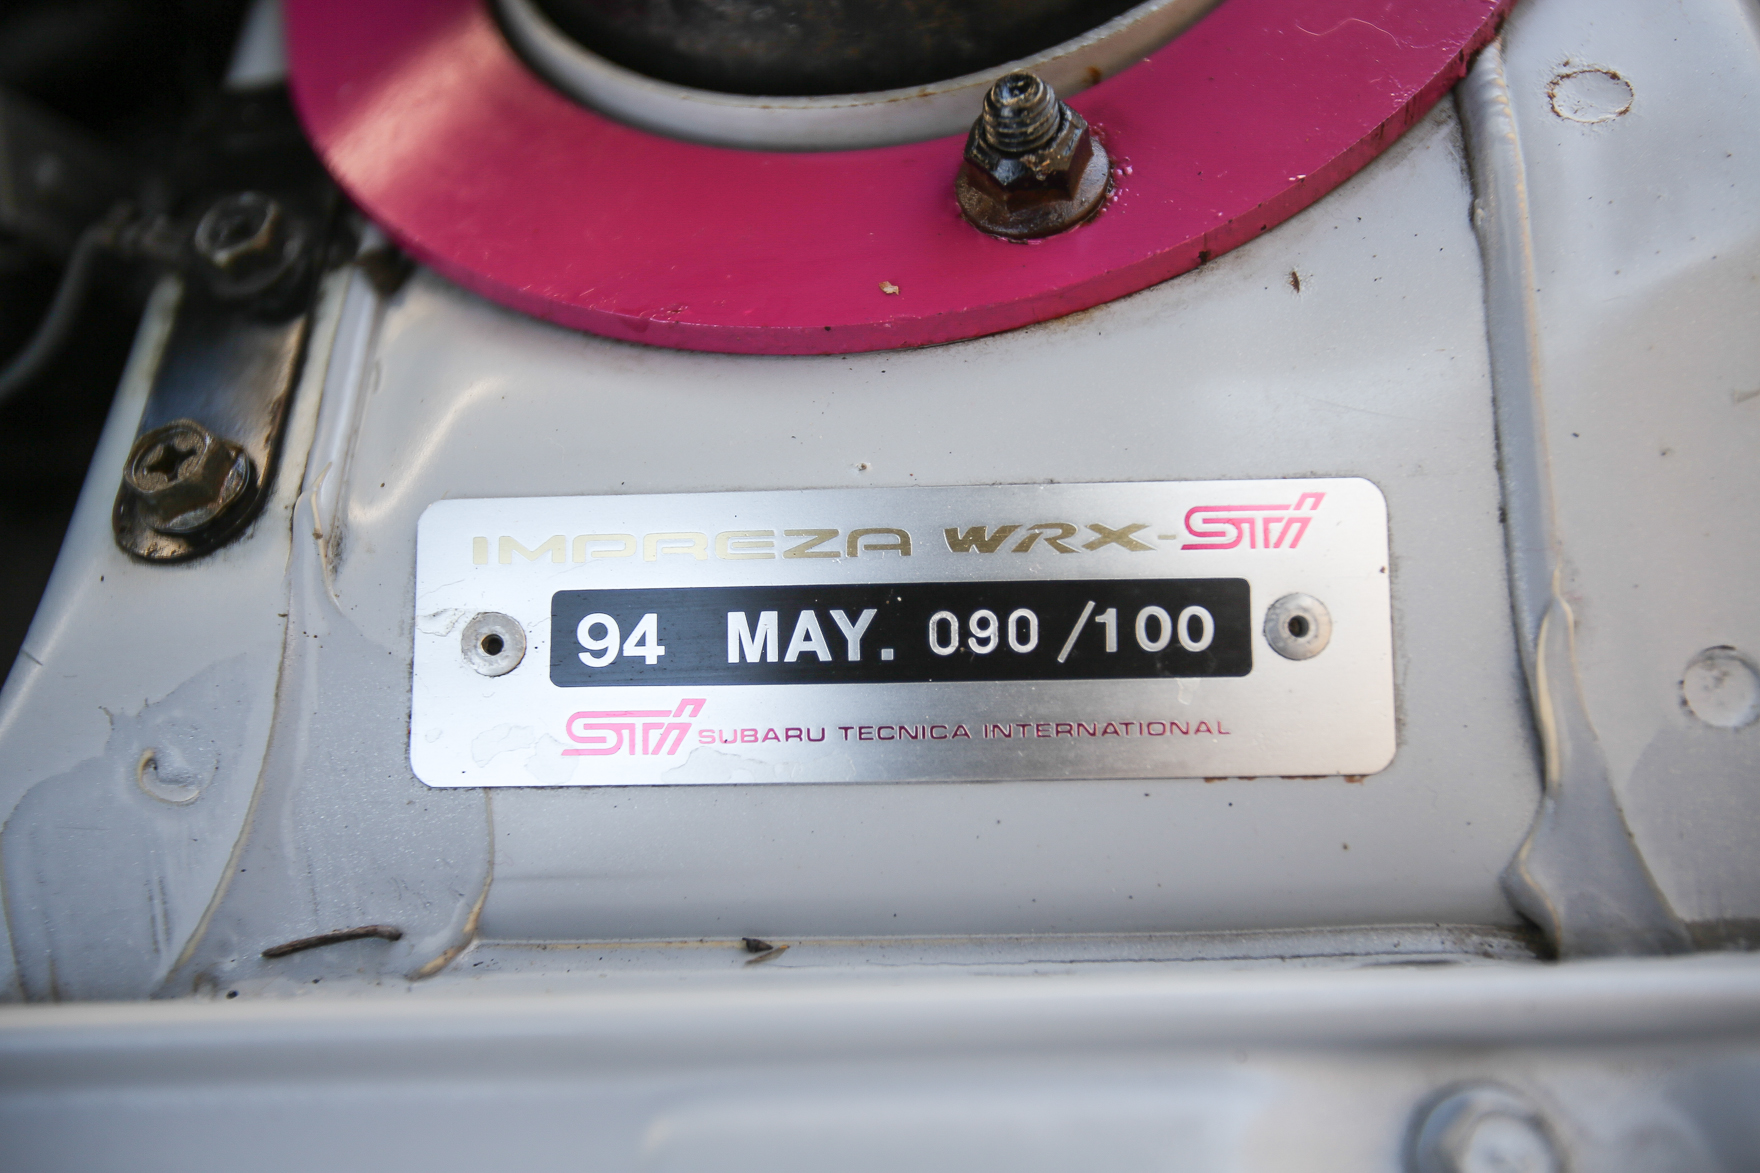 IMPREZA WRX-STi
94 MAY. 090/100
STi SUBARU TECNICA INTERNATIONAL